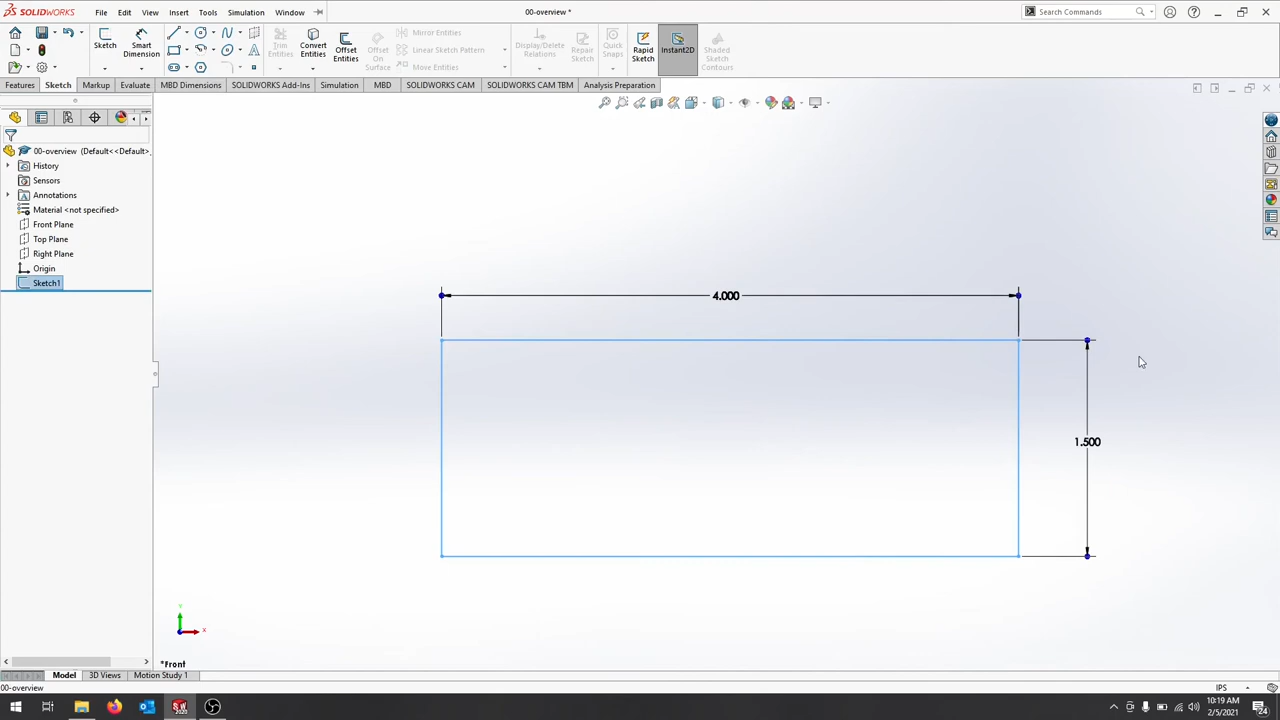 SOLIDWORKS File Edit View Insert Tools Simulation Window 00-overview * Search Commands
Sketch Smart Dimension Trim Entities Convert Entities Offset Entities Offset On Surface Mirror Entities Linear Sketch Pattern Move Entities Display/Delete Relations Repair Sketch Quick Snaps Rapid Sketch Instant2D Shaded Sketch Contours
Features Sketch Markup Evaluate MBD Dimensions SOLIDWORKS Add-Ins Simulation MBD SOLIDWORKS CAM SOLIDWORKS CAM TBM Analysis Preparation
00-overview (Default<<Default>_
History
Sensors
Annotations
Material <not specified>
Front Plane
Top Plane
Right Plane
Origin
Sketch1
4.000
1.500
Y
X
*Front
Model 3D Views Motion Study 1
00-overview IPS
10:19 AM
2/5/2021
24